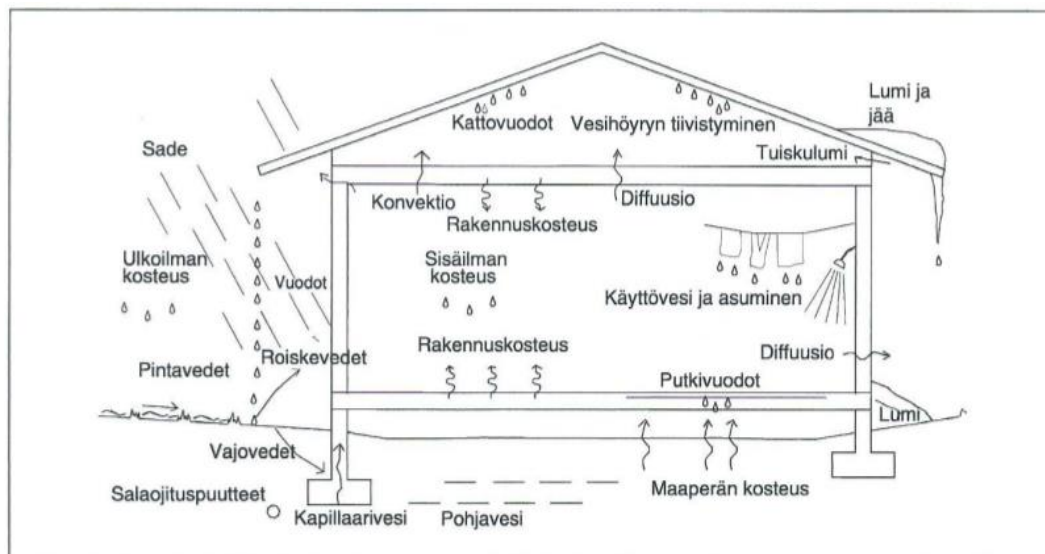 Lumi ja
jää
Kattovuodot
Vesihöyryn tiivistyminen
Sade
Tuiskulumi
Konvektio
Diffuusio
Rakennuskosteus
Ulkoilman
kosteus
Sisäilman
kosteus
Vuodot
Käyttövesi ja asuminen
Rakennuskosteus
Roiskevedet
Diffuusio
Pintavedet
Putkivuodot
Lumi
Vajovedet
Salaojituspuutteet
Maaperän kosteus
Kapillaarivesi
Pohjavesi